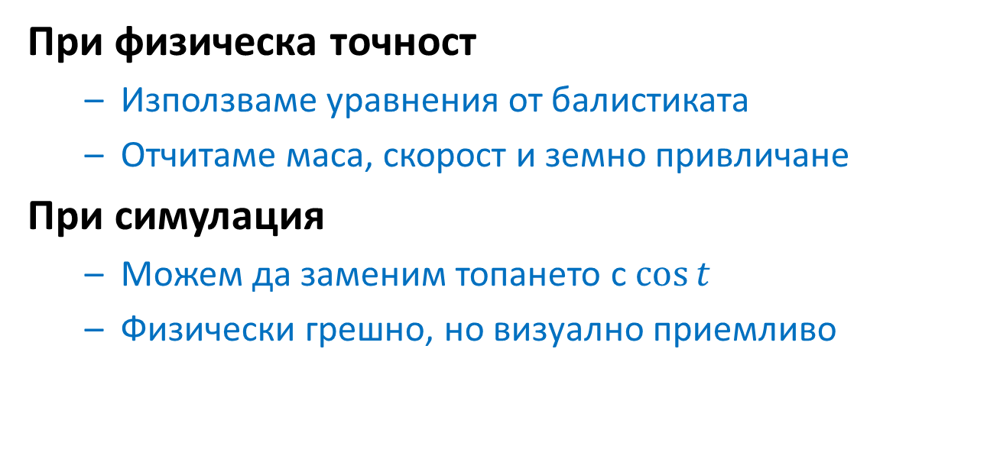 При физическа точност
– Използваме уравнения от балистиката
– Отчитаме маса, скорост и земно привличане
При симулация
– Можем да заменим топането с cos t
– Физически грешно, но визуално приемливо